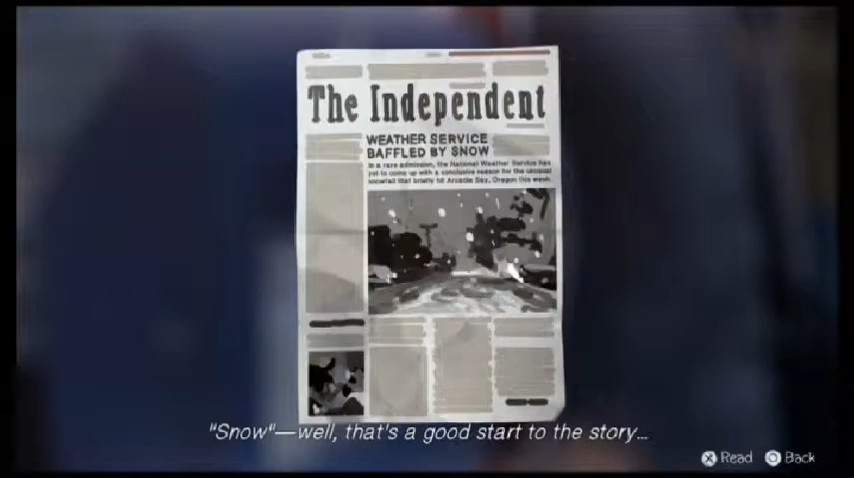 The Independent
WEATHER SERVICE
BAFFLED BY SNOW
In a rare admission, the National Weather Service has
yet to come up with a conclusive reason for the unusual
snowfall that briefly hit Arcadia Bay, Oregon this week.
"Snow"—well, that's a good start to the story...
Read
Back